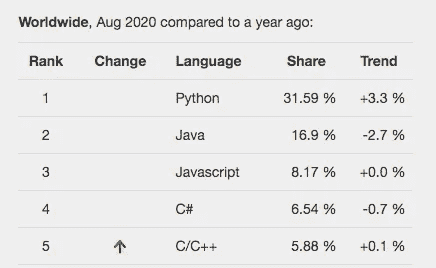 Worldwide, Aug 2020 compared to a year ago:
Rank Change Language Share Trend
1 Python 31.59 % +3.3 %
2 Java 16.9 % -2.7 %
3 Javascript 8.17 % +0.0 %
4 C# 6.54 % -0.7 %
5 ↑ C/C++ 5.88 % +0.1 %